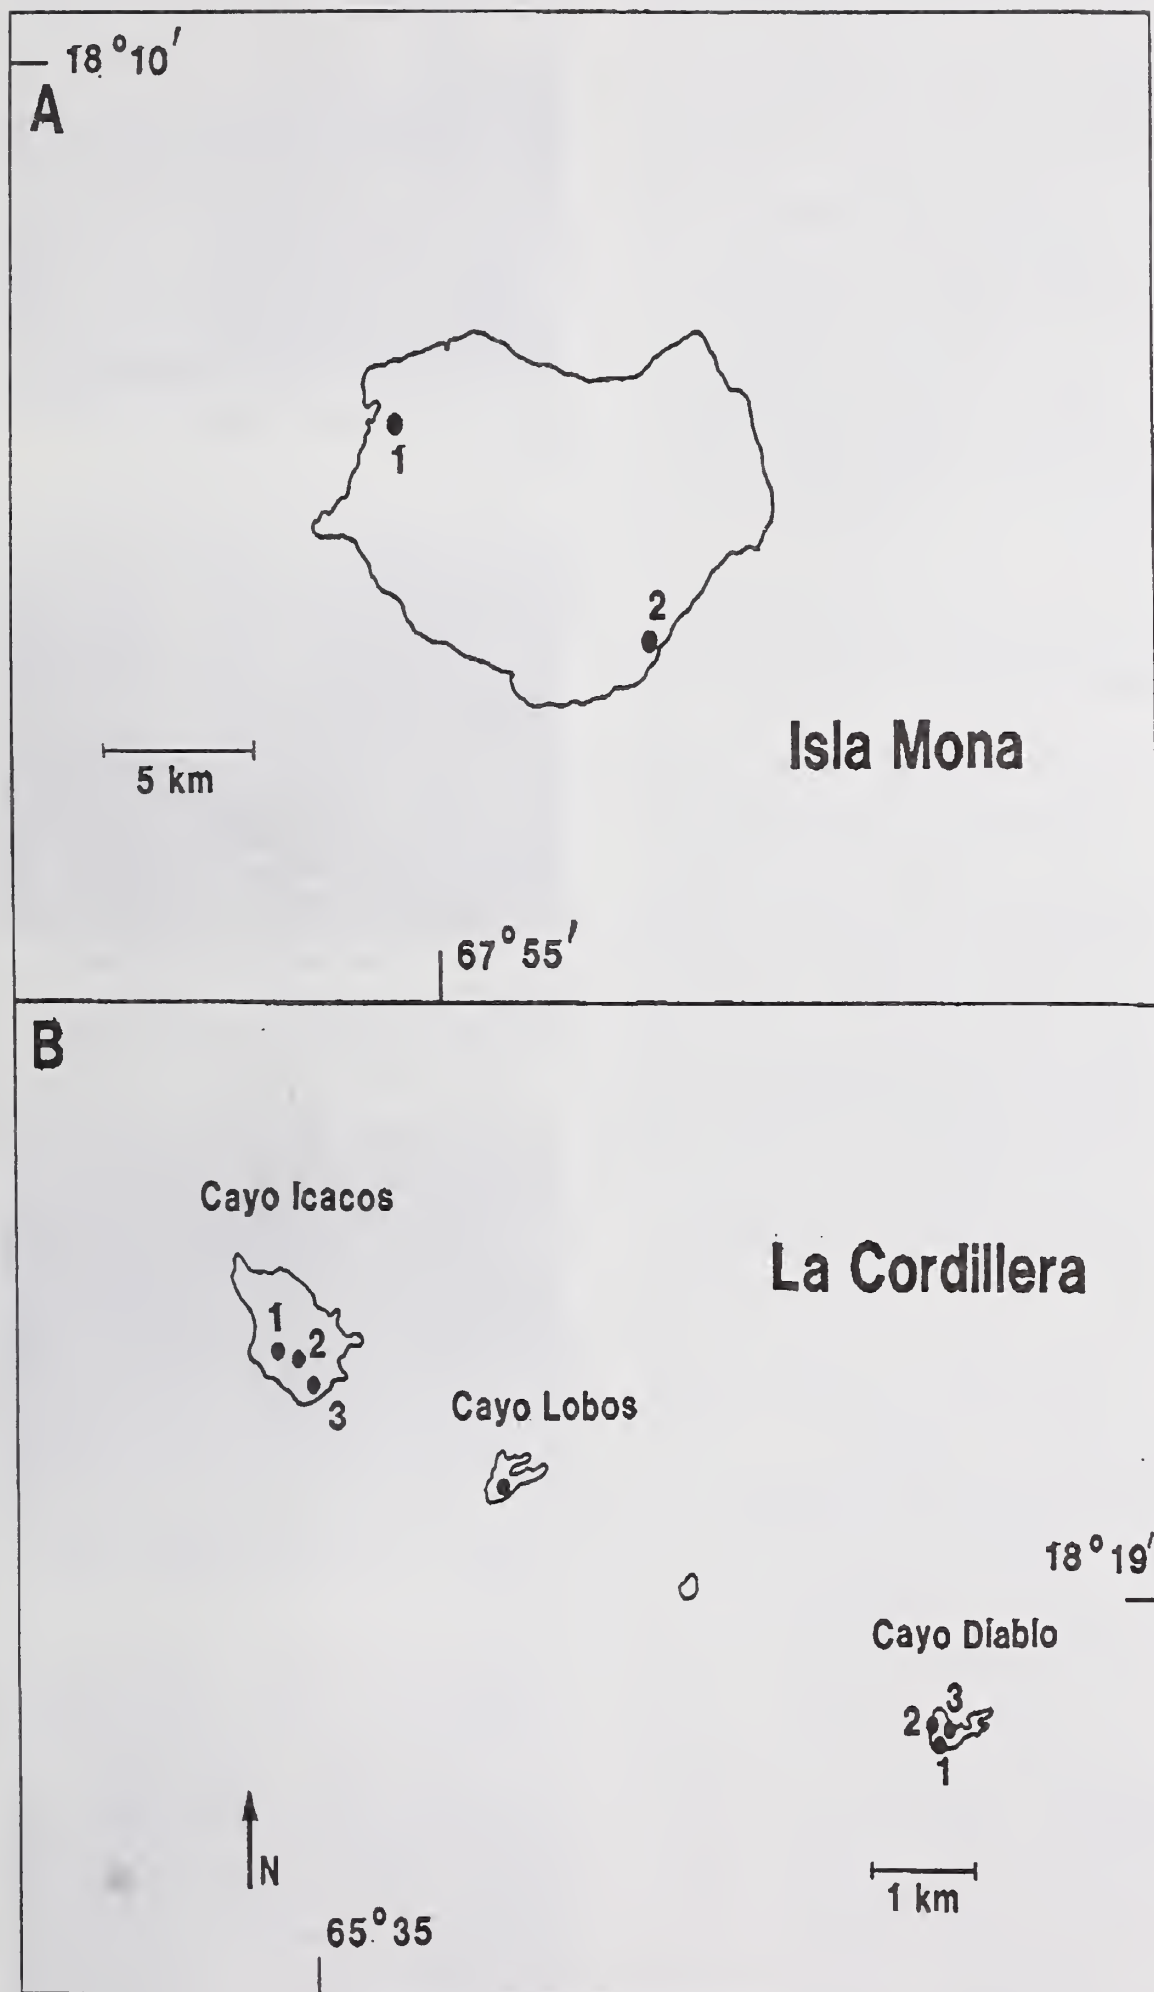 18°10′
A
1
2
5 km
Isla Mona
67°55′
B
Cayo Icacos
La Cordillera
1
2
3
Cayo Lobos
18°19′
Cayo Diablo
3
2
1
N
1 km
65°35